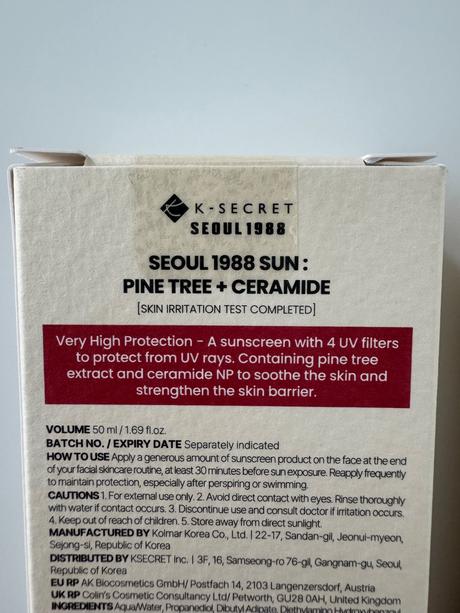 K-SECRET
SEOUL 1988
SEOUL 1988 SUN :
PINE TREE + CERAMIDE
[SKIN IRRITATION TEST COMPLETED]
Very High Protection - A sunscreen with 4 UV filters
to protect from UV rays. Containing pine tree
extract and ceramide NP to soothe the skin and
strengthen the skin barrier.
VOLUME 50 ml / 1.69 fl.oz.
BATCH NO. / EXPIRY DATE Separately indicated
HOW TO USE Apply a generous amount of sunscreen product on the face at the end
of your facial skincare routine, at least 30 minutes before sun exposure. Reapply frequently
to maintain protection, especially after perspiring or swimming.
CAUTIONS 1. For external use only. 2. Avoid direct contact with eyes. Rinse thoroughly
with water if contact occurs. 3. Discontinue use and consult doctor if irritation occurs.
4. Keep out of reach of children. 5. Store away from direct sunlight.
MANUFACTURED BY Kolmar Korea Co., Ltd. | 22-17, Sandan-gil, Jeonui-myeon,
Sejong-si, Republic of Korea
DISTRIBUTED BY KSECRET Inc. | 3F, 16, Samseong-ro 76-gil, Gangnam-gu, Seoul,
Republic of Korea
EU RP AK Biocosmetics GmbH/ Postfach 14, 2103 Langenzersdorf, Austria
UK RP Colin's Cosmetic Consultancy Ltd/ Petworth, GU28 0AH, United Kingdom
INGREDIENTS Aqua/Water, Propanediol, Dibutyl Adipate, Diethylamino Hydroxybenzoyl